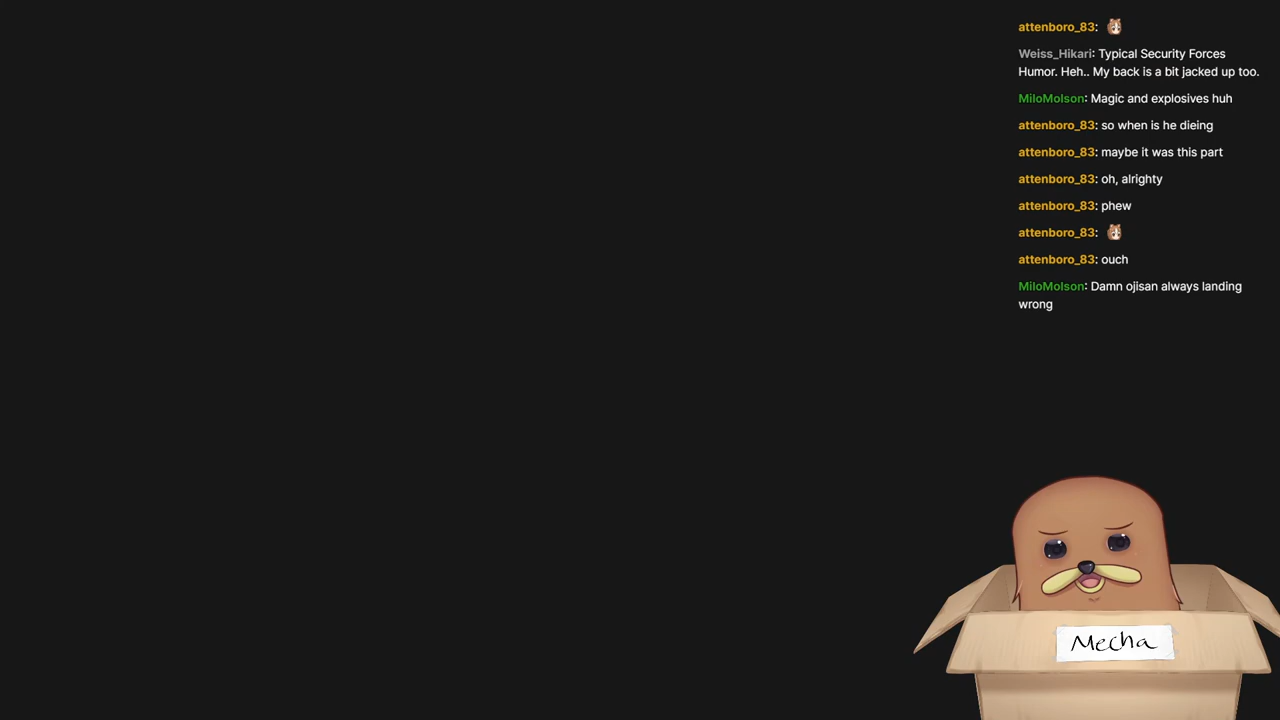 attenboro_83:
Weiss_Hikari: Typical Security Forces
Humor. Heh.. My back is a bit jacked up too.
MiloMolson: Magic and explosives huh
attenboro_83: so when is he dieing
attenboro_83: maybe it was this part
attenboro_83: oh, alrighty
attenboro_83: phew
attenboro_83:
attenboro_83: ouch
MiloMolson: Damn ojisan always landing
wrong
Mecha